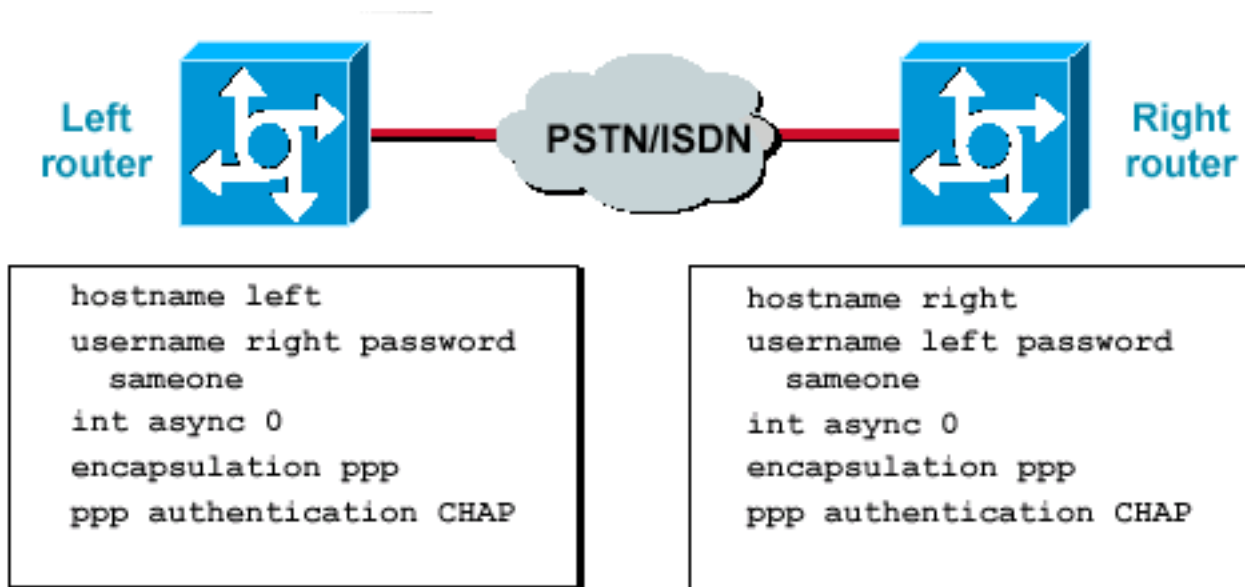 Left
router
PSTN/ISDN
Right
router
hostname left
username right password
sameone
int async 0
encapsulation ppp
ppp authentication CHAP
hostname right
username left password
sameone
int async 0
encapsulation ppp
ppp authentication CHAP